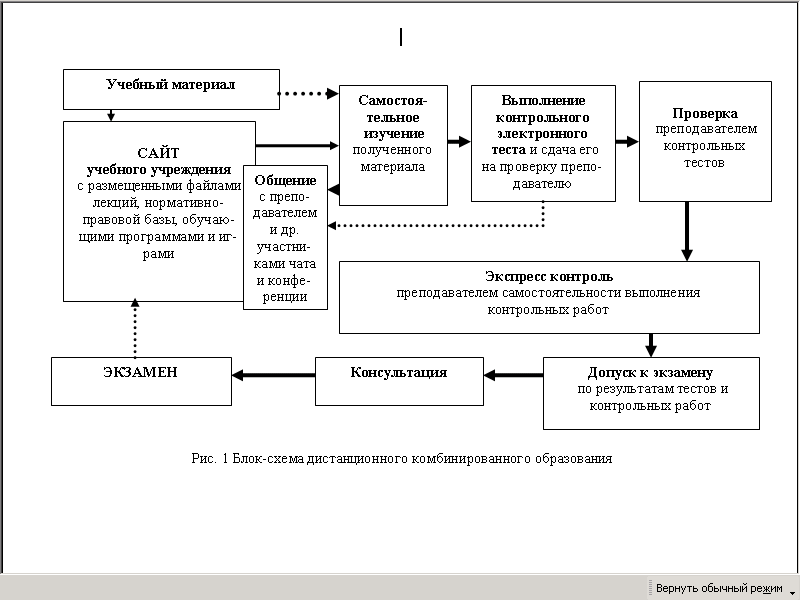 Учебный материал
САЙТ
учебного учреждения
с размещенными файлами
лекций, нормативно-
правовой базы, обучаю-
щими программами и иг-
рами
Общение
с препо-
давателем
и др.
участни-
ками чата
и конфе-
ренции
Самостоя-
тельное
изучение
полученного
материала
Выполнение
контрольного
электронного
теста и сдача его
на проверку препо-
давателю
Проверка
преподавателем
контрольных
тестов
Экспресс контроль
преподавателем самостоятельности выполнения
контрольных работ
Допуск к экзамену
по результатам тестов и
контрольных работ
Консультация
ЭКЗАМЕН
Рис. 1 Блок-схема дистанционного комбинированного образования
Вернуть обычный режим